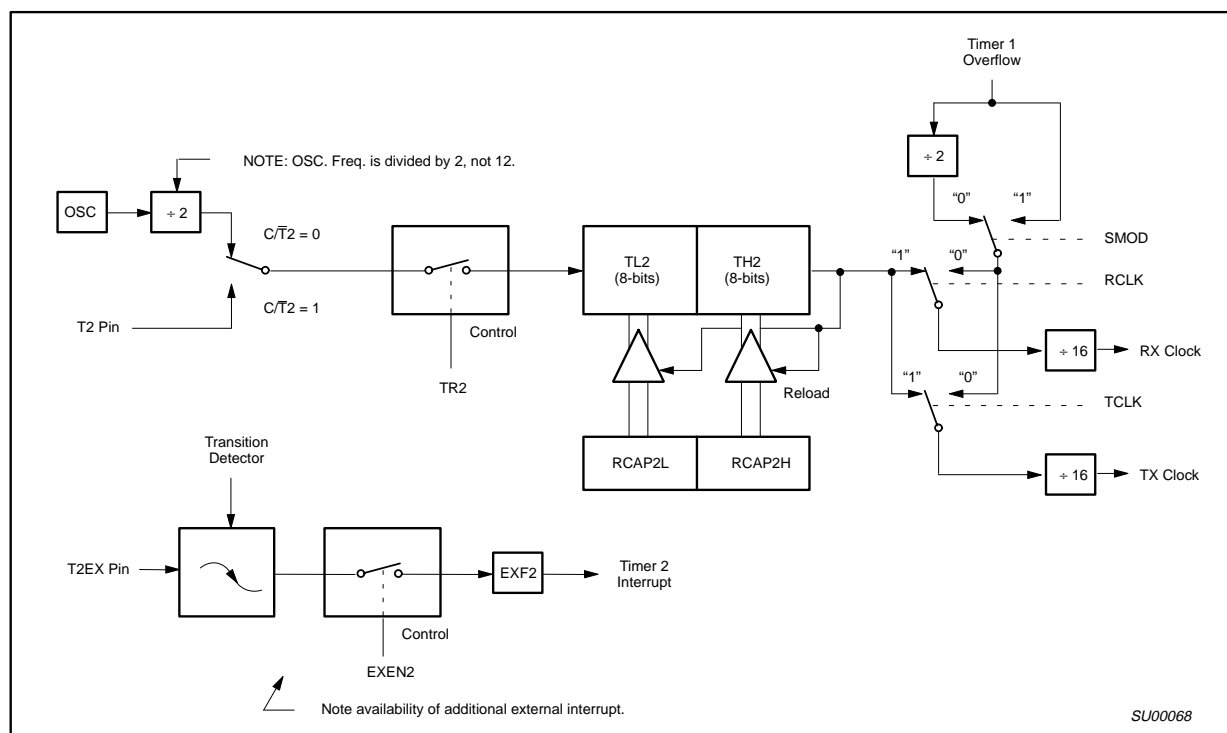 Timer 1
Overflow
NOTE: OSC. Freq. is divided by 2, not 12.
÷ 2
OSC
÷ 2
"0"
"1"
C/T̅2 = 0
SMOD
TL2
(8-bits)
TH2
(8-bits)
"1"
"0"
RCLK
C/T̅2 = 1
T2 Pin
Control
÷ 16
RX Clock
TR2
Reload
"1"
"0"
TCLK
Transition
Detector
RCAP2L
RCAP2H
÷ 16
TX Clock
T2EX Pin
EXF2
Timer 2
Interrupt
Control
EXEN2
Note availability of additional external interrupt.
SU00068